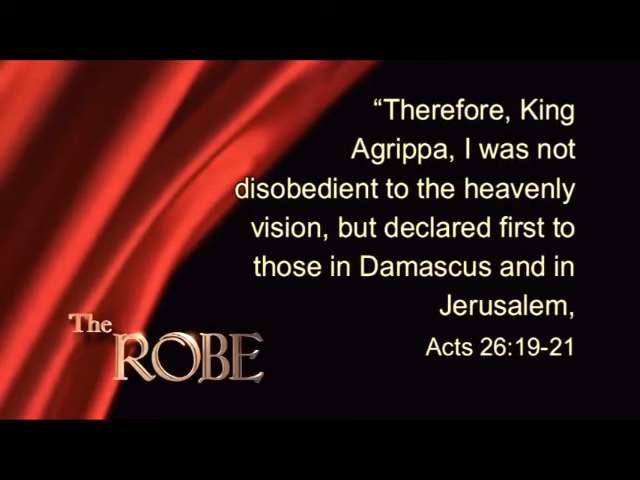 “Therefore, King
Agrippa, I was not
disobedient to the heavenly
vision, but declared first to
those in Damascus and in
Jerusalem,
Acts 26:19-21
The
ROBE